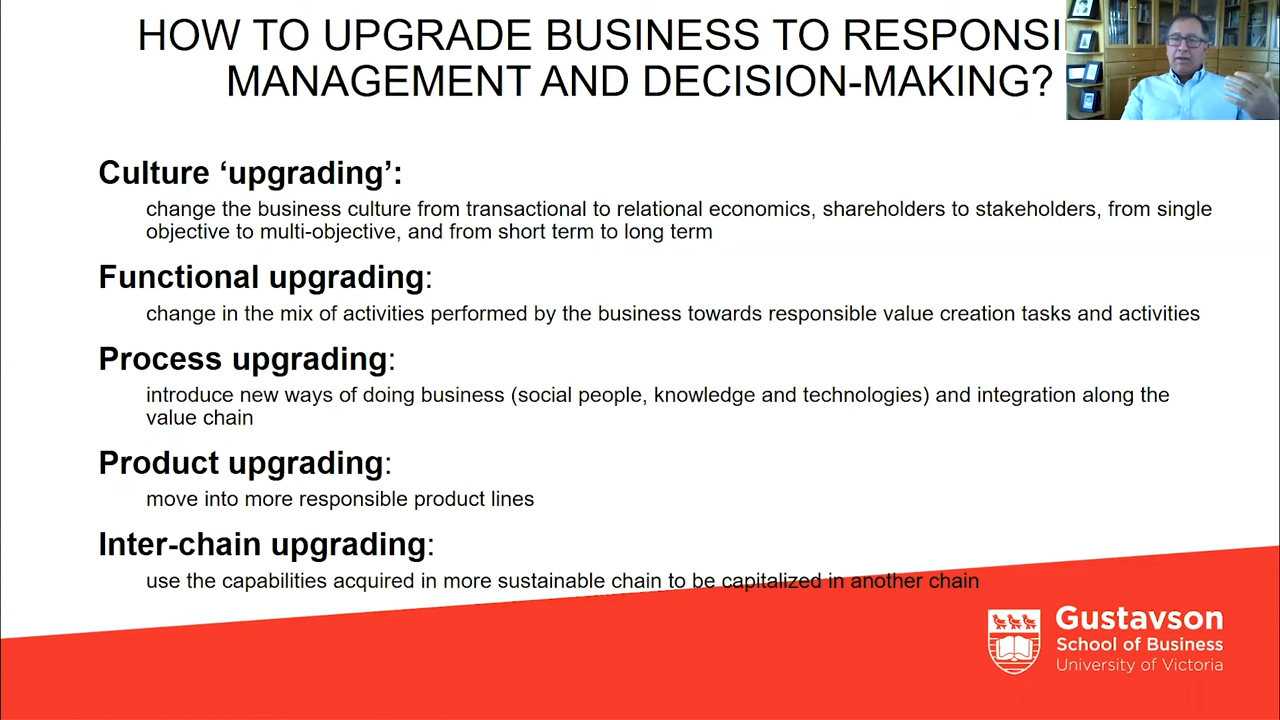 HOW TO UPGRADE BUSINESS TO RESPONSI
MANAGEMENT AND DECISION-MAKING?
Culture ‘upgrading’:
change the business culture from transactional to relational economics, shareholders to stakeholders, from single
objective to multi-objective, and from short term to long term
Functional upgrading:
change in the mix of activities performed by the business towards responsible value creation tasks and activities
Process upgrading:
introduce new ways of doing business (social people, knowledge and technologies) and integration along the
value chain
Product upgrading:
move into more responsible product lines
Inter-chain upgrading:
use the capabilities acquired in more sustainable chain to be capitalized in another chain
Gustavson
School of Business
University of Victoria